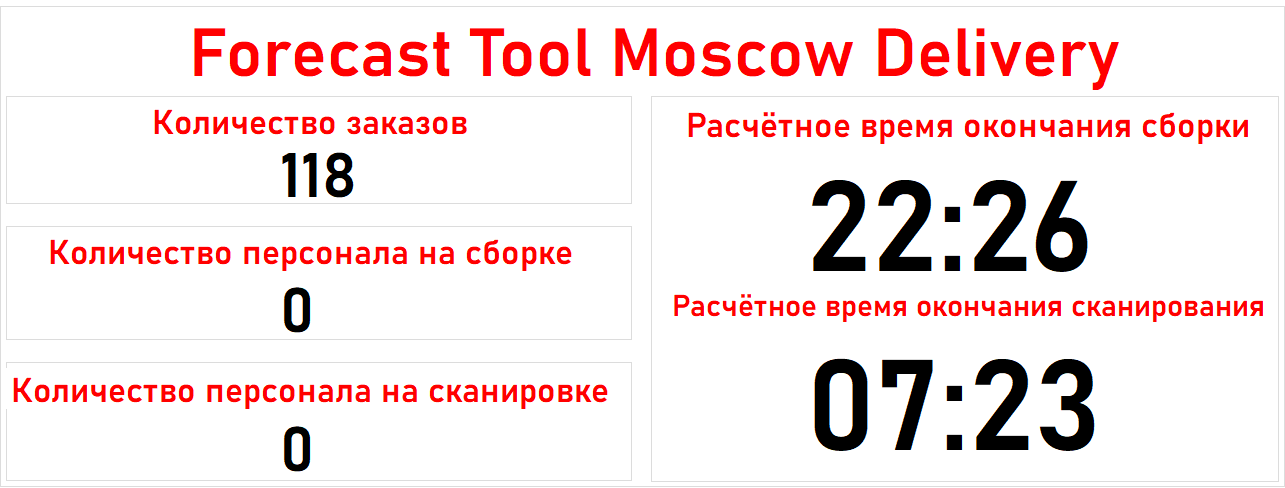 Forecast Tool Moscow Delivery
Количество заказов
118
Количество персонала на сборке
0
Количество персонала на сканировке
0
Расчётное время окончания сборки
22:26
Расчётное время окончания сканирования
07:23